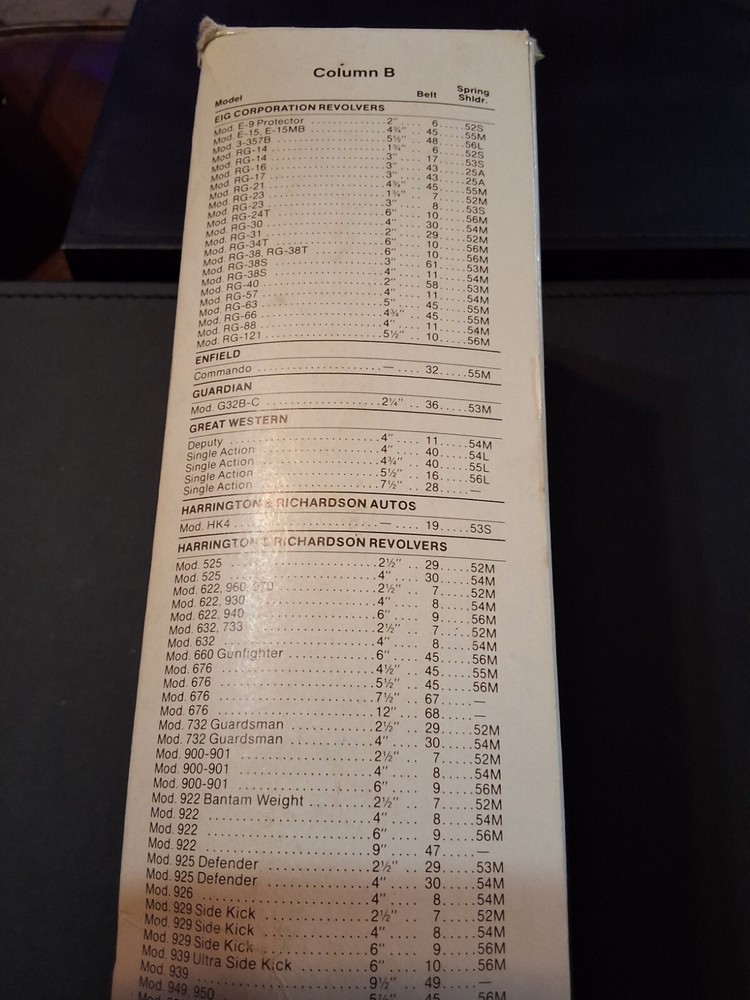 Column B
Model Belt Spring Shldr.
EIG CORPORATION REVOLVERS
Mod. E-9 Protector 2" 6 52S
Mod. E-15, E-15MB 4¾" 45 55M
Mod. 3-357B 5½" 48 56L
Mod. RG-14 1¾" 6 52S
Mod. RG-14 3" 17 53S
Mod. RG-16 3" 43 25A
Mod. RG-17 3" 43 25A
Mod. RG-21 4¾" 45 55M
Mod. RG-23 1¾" 7 52M
Mod. RG-23 3" 8 53S
Mod. RG-24T 6" 10 56M
Mod. RG-30 4" 30 54M
Mod. RG-31 2" 29 52M
Mod. RG-34T 6" 10 56M
Mod. RG-38, RG-38T 6" 10 56M
Mod. RG-38S 3" 61 53M
Mod. RG-38S 4" 11 54M
Mod. RG-40 2" 58 53M
Mod. RG-57 4" 11 54M
Mod. RG-63 5" 45 55M
Mod. RG-66 4¾" 45 55M
Mod. RG-88 4" 11 54M
Mod. RG-121 5½" 10 56M
ENFIELD
Commando — 32 55M
GUARDIAN
Mod. G32B-C 2¼" 36 53M
GREAT WESTERN
Deputy 4" 11 54M
Single Action 4" 40 54L
Single Action 4¾" 40 55L
Single Action 5½" 16 56L
Single Action 7½" 28 —
HARRINGTON & RICHARDSON AUTOS
Mod. HK4 — 19 53S
HARRINGTON & RICHARDSON REVOLVERS
Mod. 525 2½" 29 52M
Mod. 525 4" 30 54M
Mod. 622, 960, 970 2½" 7 52M
Mod. 622, 930 4" 8 54M
Mod. 622, 940 6" 9 56M
Mod. 632, 733 2½" 7 52M
Mod. 632 4" 8 54M
Mod. 660 Gunfighter 6" 45 56M
Mod. 676 4½" 45 55M
Mod. 676 5½" 45 56M
Mod. 676 7½" 67 —
Mod. 676 12" 68 —
Mod. 732 Guardsman 2½" 29 52M
Mod. 732 Guardsman 4" 30 54M
Mod. 900-901 2½" 7 52M
Mod. 900-901 4" 8 54M
Mod. 900-901 6" 9 56M
Mod. 922 Bantam Weight 2½" 7 52M
Mod. 922 4" 8 54M
Mod. 922 6" 9 56M
Mod. 922 9" 47 —
Mod. 925 Defender 2½" 29 53M
Mod. 925 Defender 4" 30 54M
Mod. 926 4" 8 54M
Mod. 929 Side Kick 2½" 7 52M
Mod. 929 Side Kick 4" 8 54M
Mod. 929 Side Kick 6" 9 56M
Mod. 939 Ultra Side Kick 6" 10 56M
Mod. 939 9½" 49 —
Mod. 949, 950 5½" 45 56M